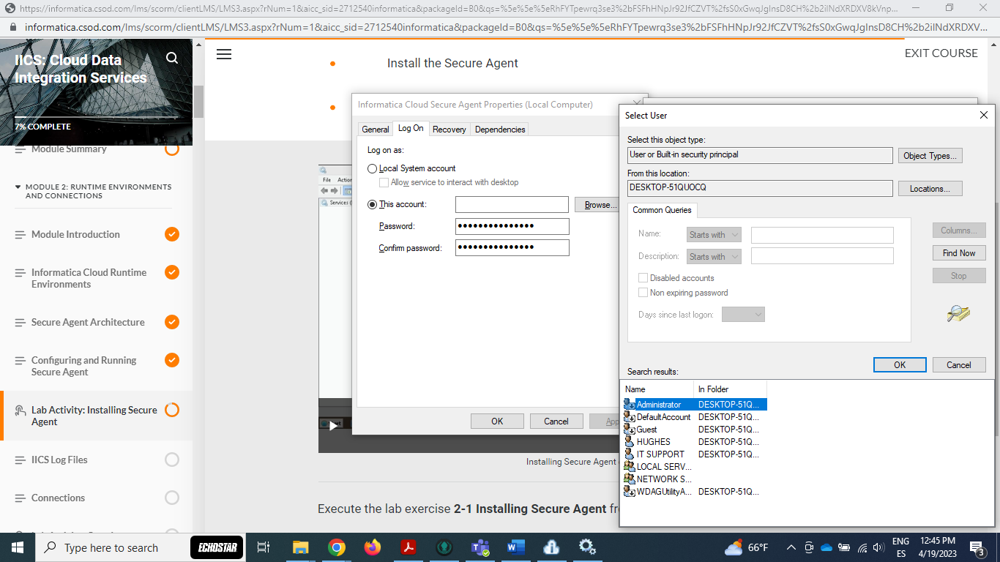 https://informatica.csod.com/lms/scorm/clientLMS/LMS3.aspx?rNum=1&aicc_sid=2712540informatica&packageId=B0&qs=%5e%5e%5eRhFYTpewrq3se3%2bFSFhHNpJr92JfCZVT%2fsS0xGwqJgInsD8CH%2b2iINdXRDXV8kVnp...
informatica.csod.com/lms/scorm/clientLMS/LMS3.aspx?rNum=1&aicc_sid=2712540informatica&packageId=B0&qs=%5e%5e%5eRhFYTpewrq3se3%2bFSFhHNpJr92JfCZVT%2fsS0xGwqJgInsD8CH%2b2iINdXRDXV...
IICS: Cloud Data
Integration Services
7% COMPLETE
Module Summary
MODULE 2: RUNTIME ENVIRONMENTS
AND CONNECTIONS
Module Introduction
Informatica Cloud Runtime
Environments
Secure Agent Architecture
Configuring and Running
Secure Agent
Lab Activity: Installing Secure
Agent
IICS Log Files
Connections
EXIT COURSE
Install the Secure Agent
File Action
Services (
Informatica Cloud Secure Agent Properties (Local Computer)
General Log On Recovery Dependencies
Log on as:
Local System account
Allow service to interact with desktop
This account:
Browse...
Password:
Confirm password:
OK Cancel App
Installing Secure Agent
Execute the lab exercise 2-1 Installing Secure Agent fr
Select User
Select this object type:
User or Built-in security principal
Object Types...
From this location:
DESKTOP-51QUOCQ
Locations...
Common Queries
Name: Starts with
Description: Starts with
Disabled accounts
Non expiring password
Days since last logon:
Columns...
Find Now
Stop
OK Cancel
Search results:
Name In Folder
Administrator DESKTOP-51Q...
DefaultAccount DESKTOP-51Q...
Guest DESKTOP-51Q...
HUGHES DESKTOP-51Q...
IT SUPPORT DESKTOP-51Q...
LOCAL SERV...
NETWORK S...
WDAGUtilityA... DESKTOP-51Q...
Type here to search
ECHOSTAR
66°F
ENG
ES
12:45 PM
4/19/2023
3